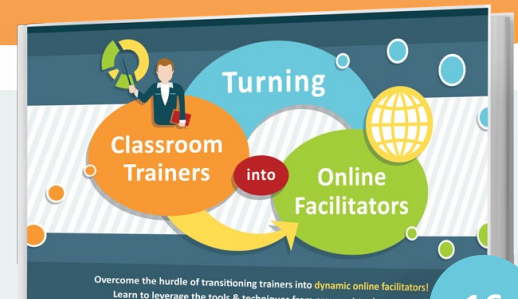 Turning
Classroom
Trainers
into
Online
Facilitators
Overcome the hurdle of transitioning trainers into dynamic online facilitators!
Learn to leverage the tools & techniques from